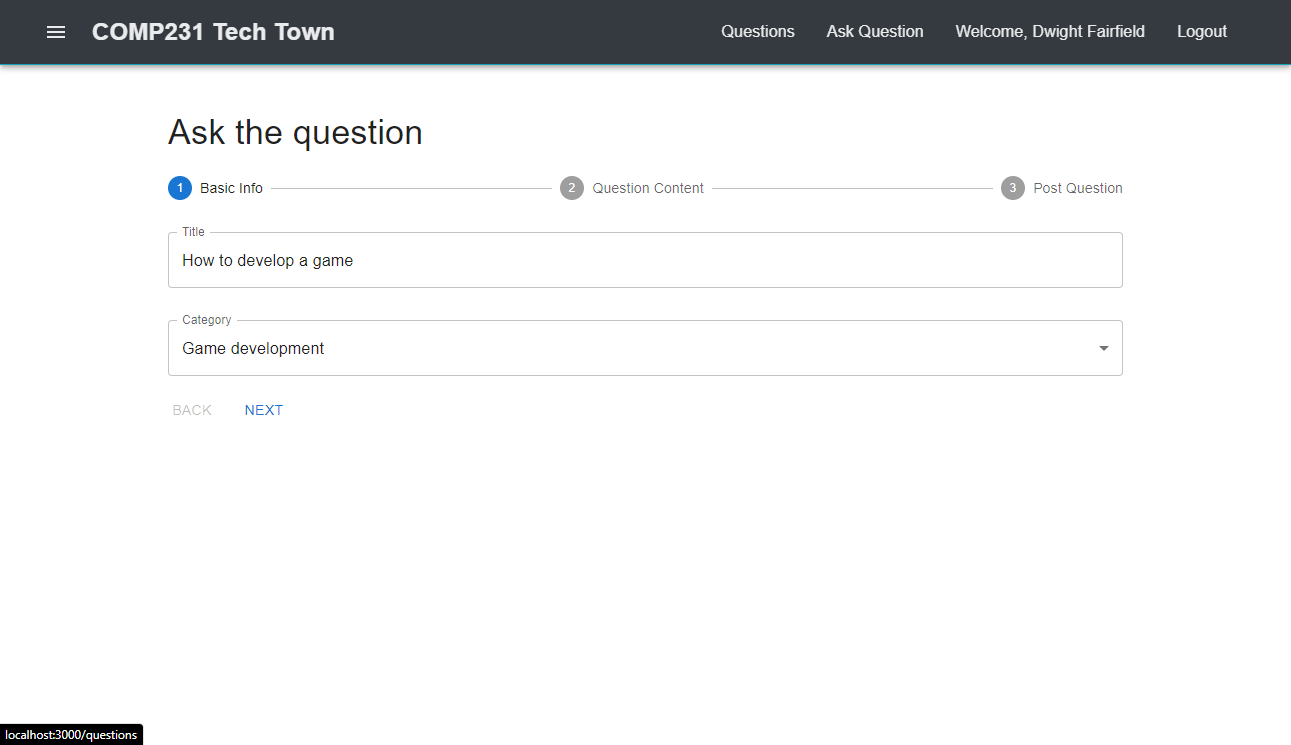 COMP231 Tech Town
Questions
Ask Question
Welcome, Dwight Fairfield
Logout
Ask the question
1 Basic Info
2 Question Content
3 Post Question
Title
How to develop a game
Category
Game development
BACK
NEXT
localhost:3000/questions